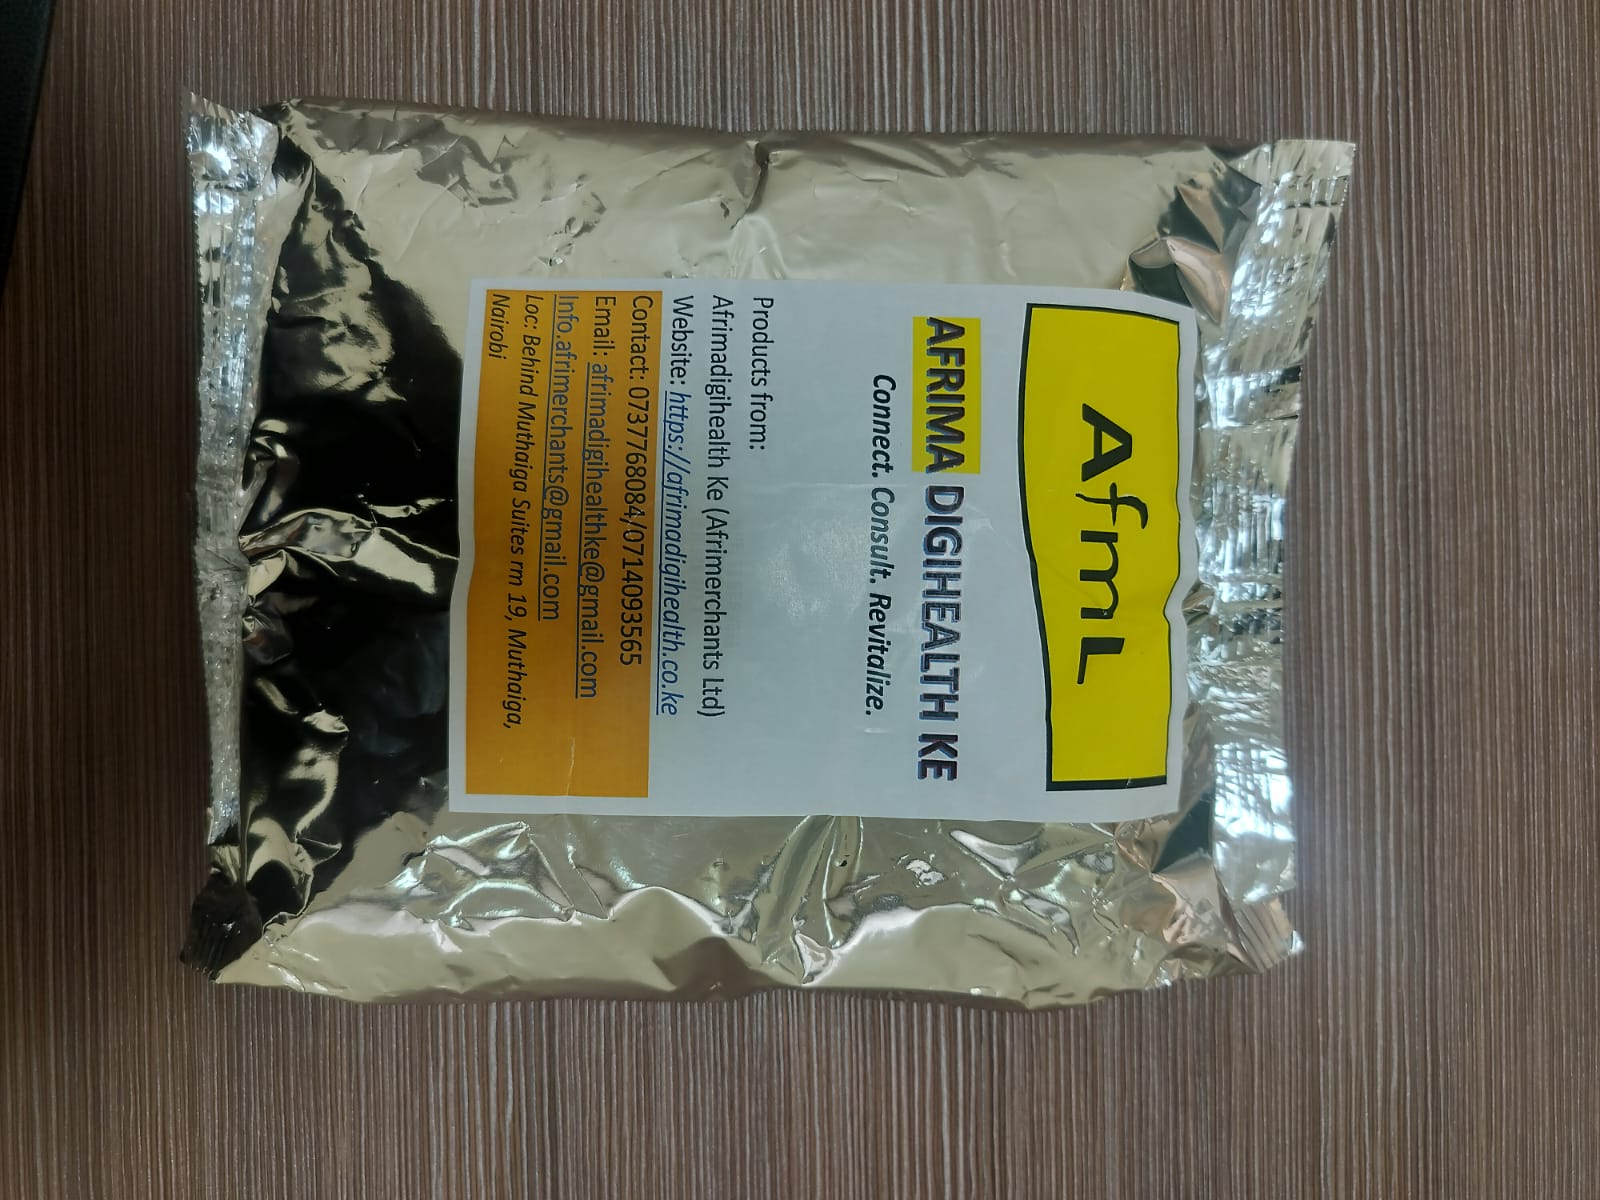 AfmL
AFRIMA DIGIHEALTH KE
Connect. Consult. Revitalize.
Products from:
Afrimadigihealth Ke (Afrimerchants Ltd)
Website: https://afrimadigihealth.co.ke
Contact: 0737768084/0714093565
Email: afrimadigihealthke@gmail.com
Info.afrimerchants@gmail.com
Loc: Behind Muthaiga Suites rm 19, Muthaiga,
Nairobi